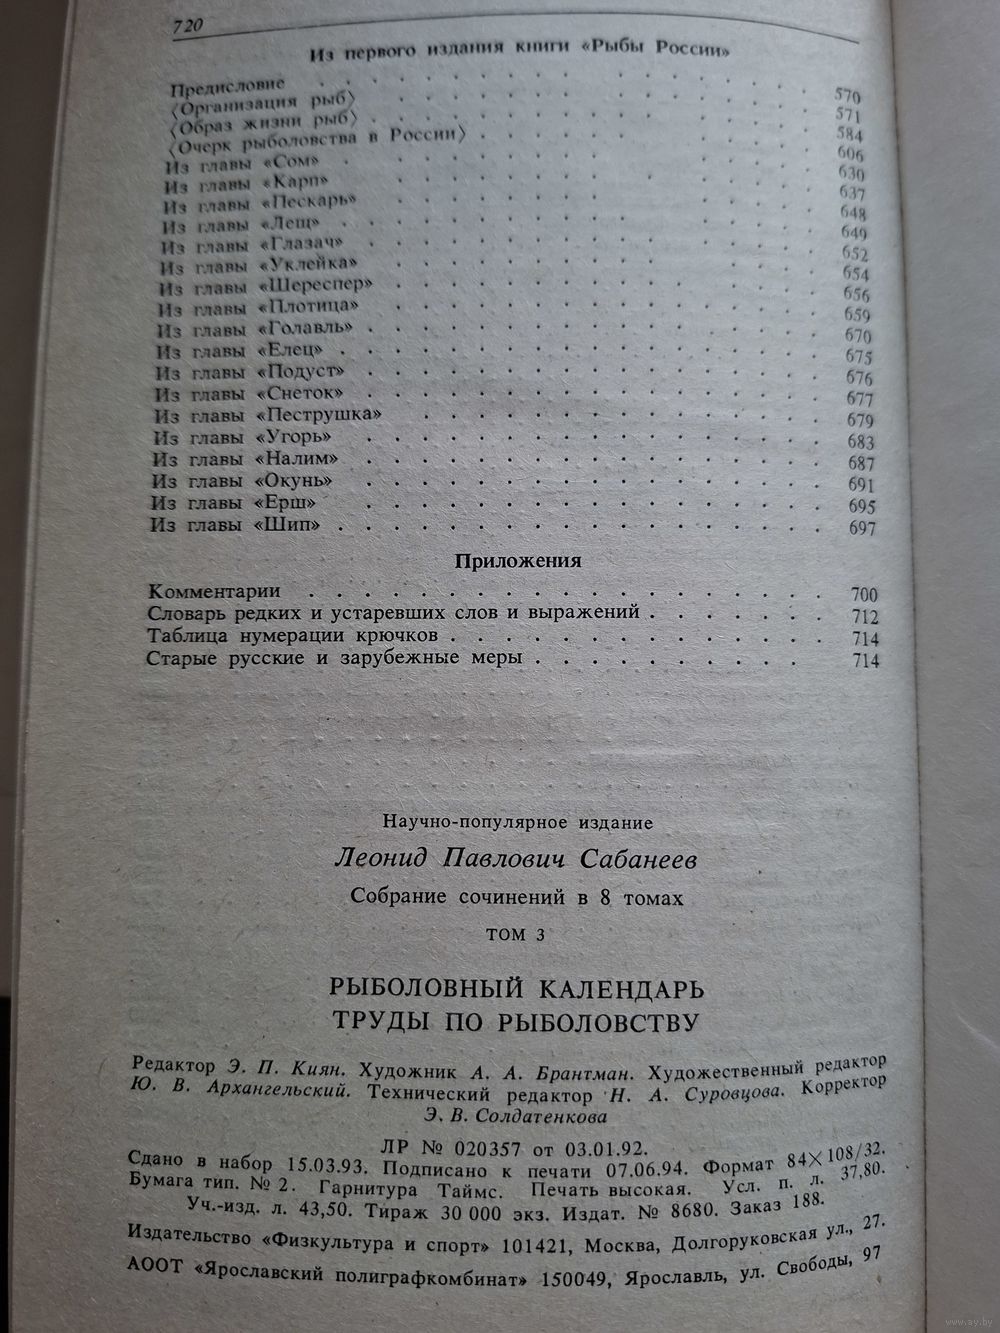 720
Из первого издания книги «Рыбы России»
Предисловие . . . . . . . . . . . . . . . . . . 570
⟨Организация рыб⟩ . . . . . . . . . . . . . . . . 571
⟨Образ жизни рыб⟩ . . . . . . . . . . . . . . . . 584
⟨Очерк рыболовства в России⟩ . . . . . . . . . . . . 606
Из главы «Сом» . . . . . . . . . . . . . . . . . 630
Из главы «Карп» . . . . . . . . . . . . . . . . 637
Из главы «Пескарь» . . . . . . . . . . . . . . . 648
Из главы «Лещ» . . . . . . . . . . . . . . . . . 649
Из главы «Глазач» . . . . . . . . . . . . . . . . 652
Из главы «Уклейка» . . . . . . . . . . . . . . . 654
Из главы «Шереспер» . . . . . . . . . . . . . . . 656
Из главы «Плотица» . . . . . . . . . . . . . . . 659
Из главы «Голавль» . . . . . . . . . . . . . . . . 670
Из главы «Елец» . . . . . . . . . . . . . . . . . 675
Из главы «Подуст» . . . . . . . . . . . . . . . . 676
Из главы «Снеток» . . . . . . . . . . . . . . . . 677
Из главы «Пеструшка» . . . . . . . . . . . . . . 679
Из главы «Угорь» . . . . . . . . . . . . . . . . 683
Из главы «Налим» . . . . . . . . . . . . . . . . 687
Из главы «Окунь» . . . . . . . . . . . . . . . . 691
Из главы «Ерш» . . . . . . . . . . . . . . . . 695
Из главы «Шип» . . . . . . . . . . . . . . . . . 697
Приложения
Комментарии . . . . . . . . . . . . . . . . . . 700
Словарь редких и устаревших слов и выражений . . . . . . . 712
Таблица нумерации крючков . . . . . . . . . . . . . . 714
Старые русские и зарубежные меры . . . . . . . . . . 714
Научно-популярное издание
Леонид Павлович Сабанеев
Собрание сочинений в 8 томах
ТОМ 3
РЫБОЛОВНЫЙ КАЛЕНДАРЬ
ТРУДЫ ПО РЫБОЛОВСТВУ
Редактор Э. П. Киян. Художник А. А. Брантман. Художественный редактор
Ю. В. Архангельский. Технический редактор Н. А. Суровцова. Корректор
Э. В. Солдатенкова
ЛР № 020357 от 03.01.92.
Сдано в набор 15.03.93. Подписано к печати 07.06.94. Формат 84×108/32.
Бумага тип. № 2. Гарнитура Таймс. Печать высокая. Усл. п. л. 37,80.
Уч.-изд. л. 43,50. Тираж 30 000 экз. Издат. № 8680. Заказ 188.
Издательство «Физкультура и спорт» 101421, Москва, Долгоруковская ул., 27.
АООТ «Ярославский полиграфкомбинат» 150049, Ярославль, ул. Свободы, 97
www.ay.by